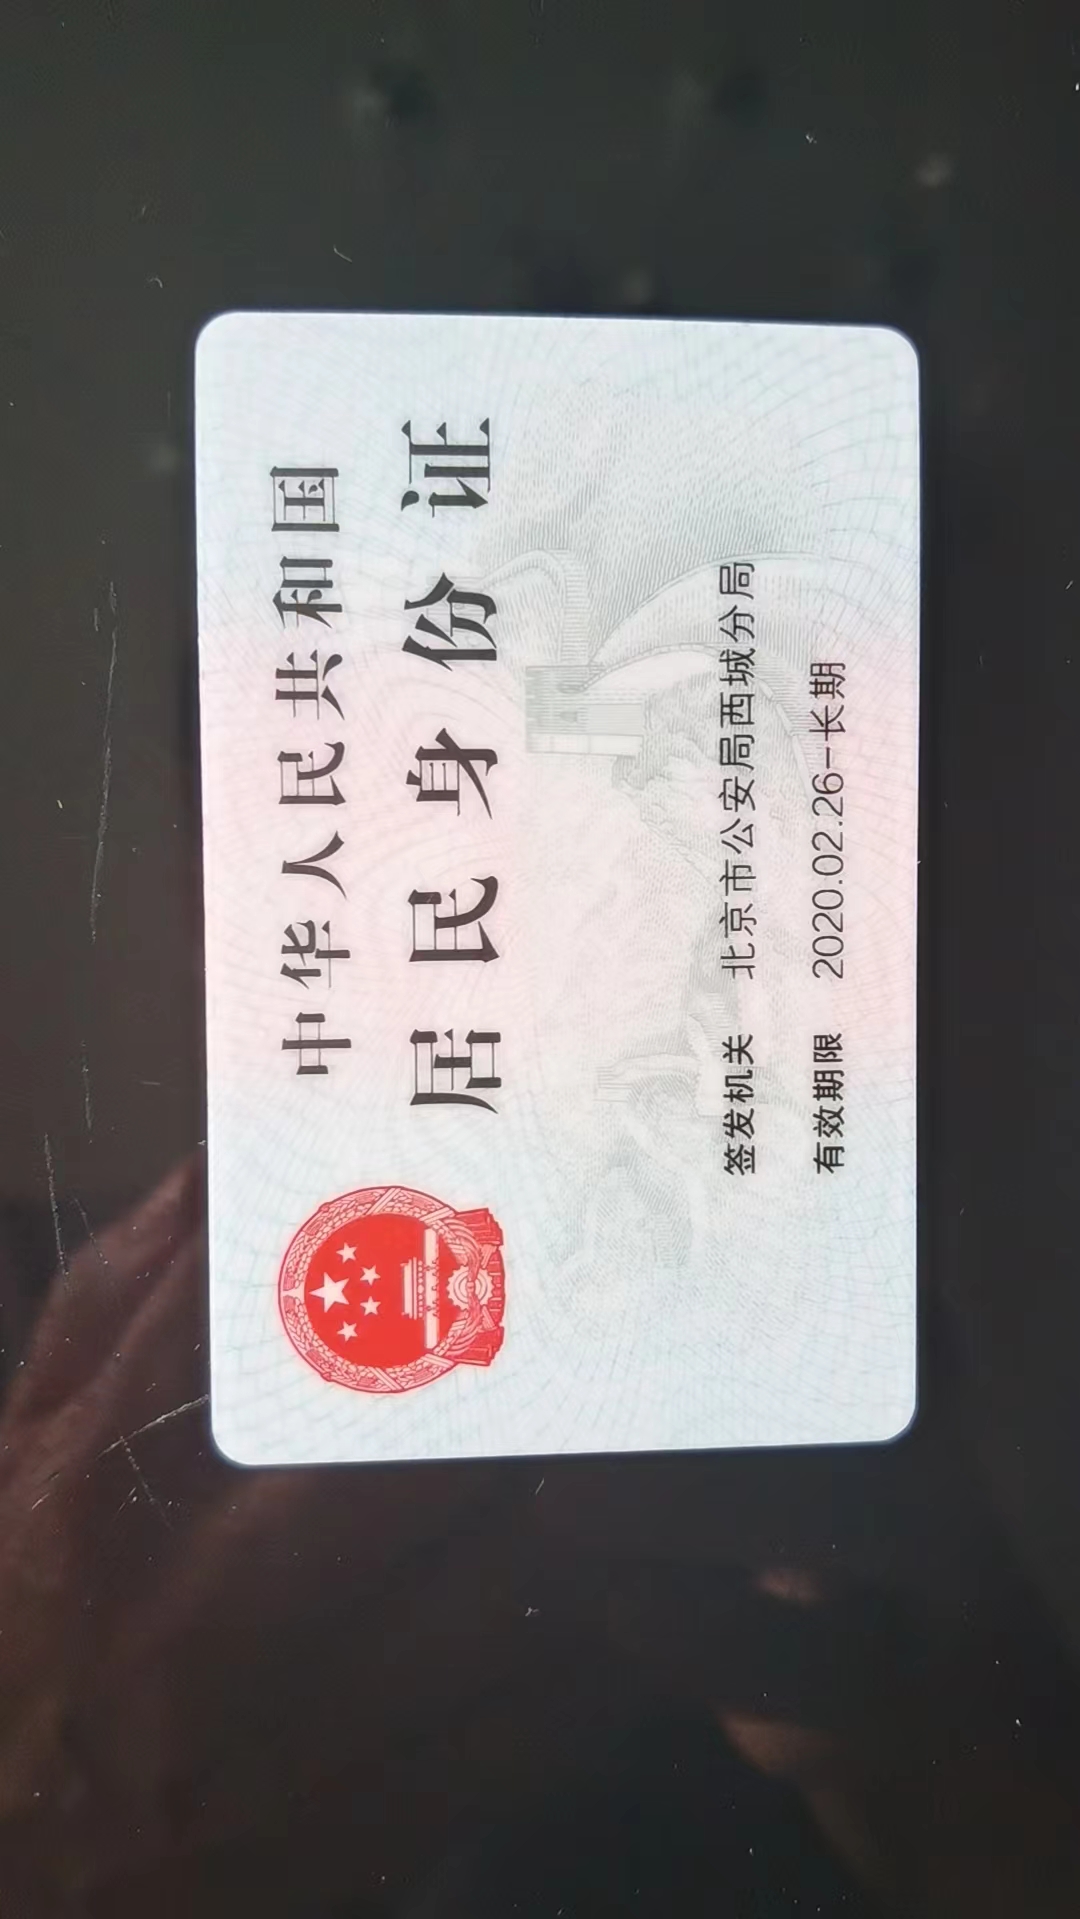 中华人民共和国
居民身份证
签发机关 北京市公安局西城分局
有效期限 2020.02.26-长期